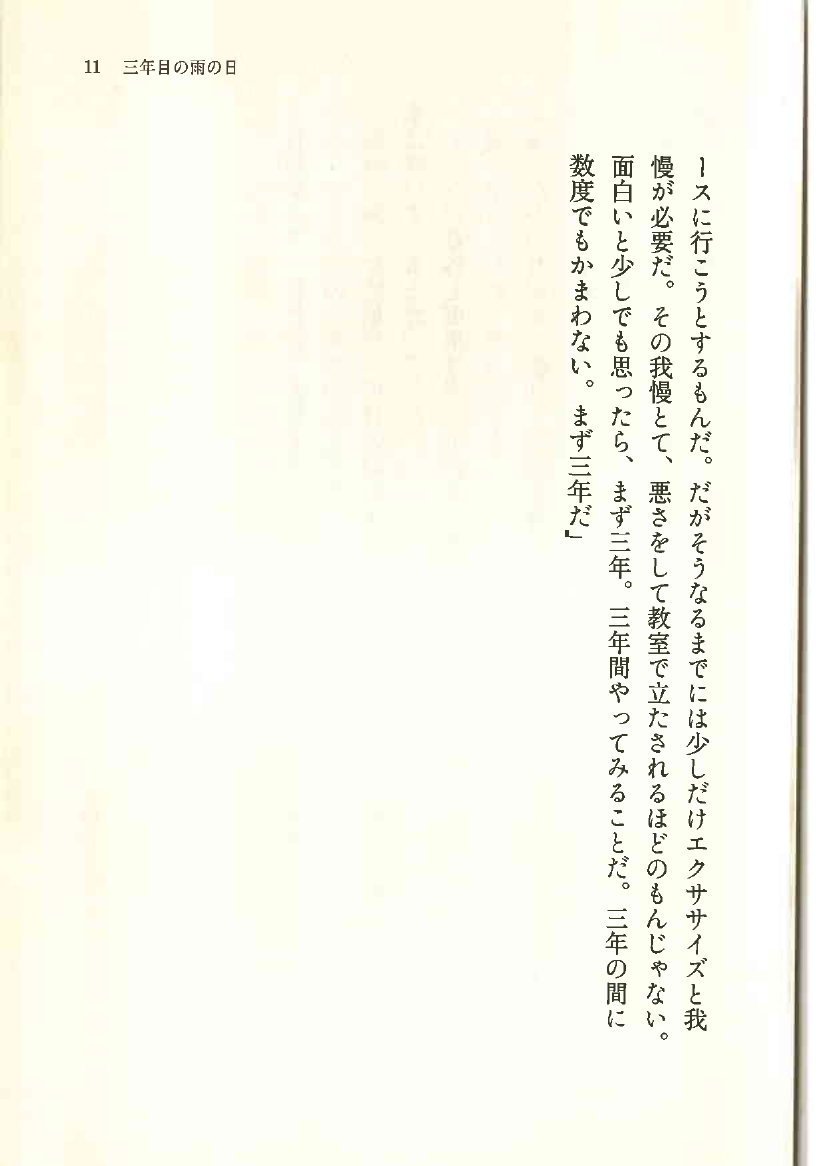 11 三年目の雨の日
ースに行こうとするもんだ。だがそうなるまでには少しだけエクササイズと我
慢が必要だ。その我慢とて、悪さをして教室で立たされるほどのもんじゃない。
面白いと少しでも思ったら、まず三年。三年間やってみることだ。三年の間に
数度でもかまわない。まず三年だ」